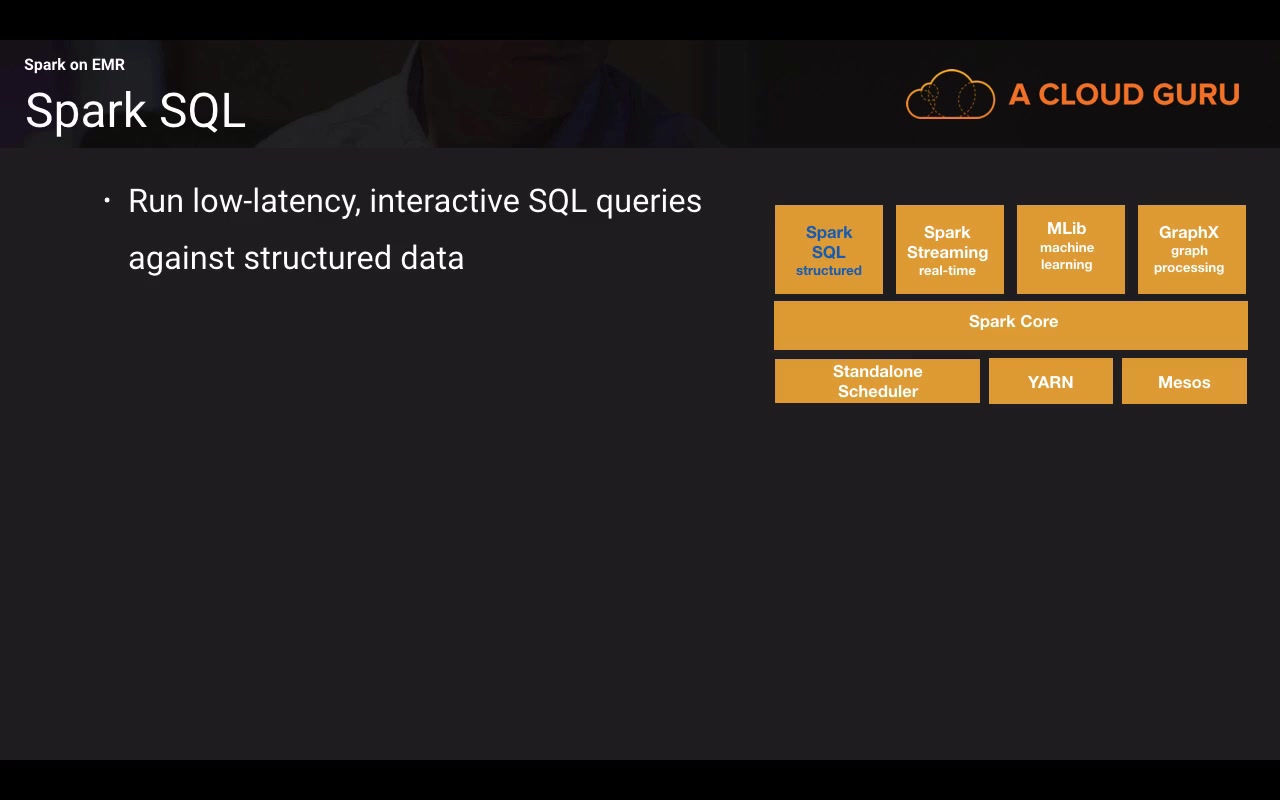 Spark on EMR
Spark SQL
A CLOUD GURU
• Run low-latency, interactive SQL queries
against structured data
Spark
SQL
structured
Spark
Streaming
real-time
MLib
machine
learning
GraphX
graph
processing
Spark Core
Standalone
Scheduler
YARN
Mesos